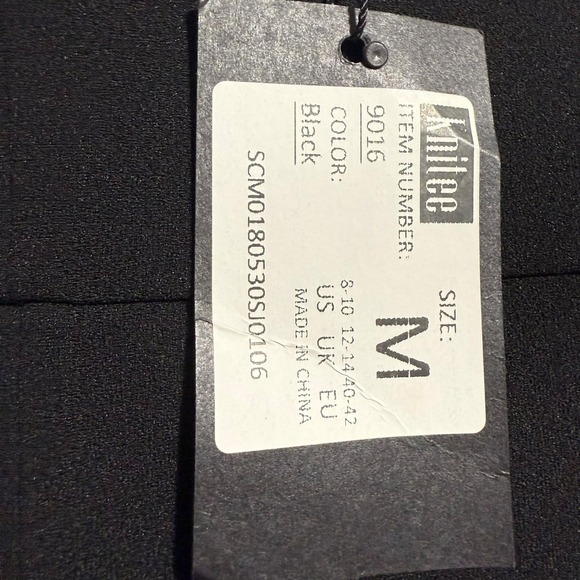 Knitee
ITEM NUMBER:
9016
COLOR:
Black
SIZE:
M
8-10 12-14 40-42
US UK EU
MADE IN CHINA
SCM0180530SJ0106